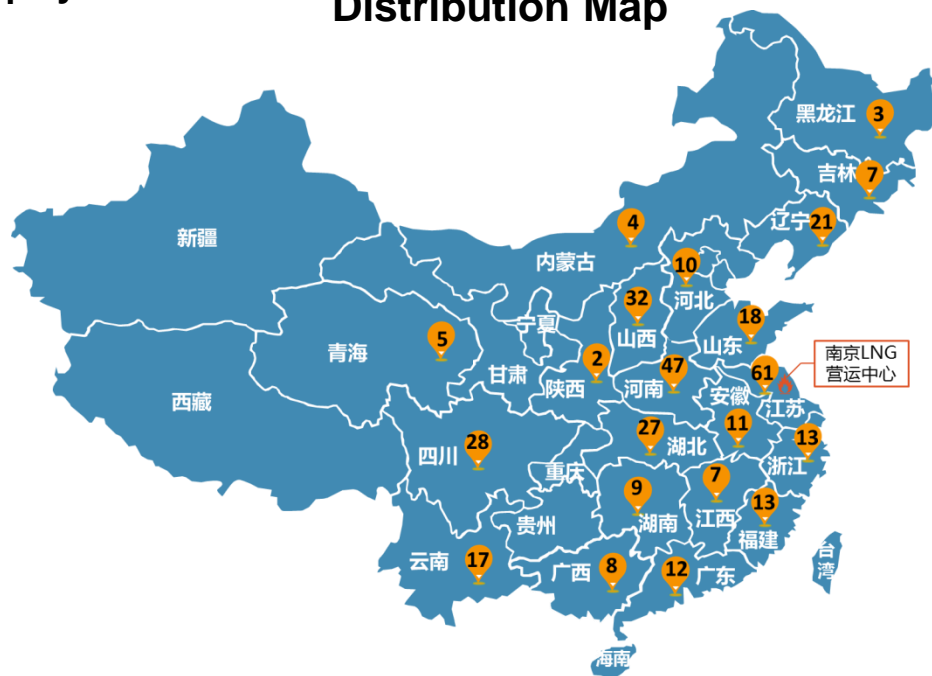 Distribution Map
黑龙江
3
吉林
7
辽宁
21
新疆
4
内蒙古
10
河北
32
山西
宁夏
18
山东
5
青海
甘肃
2
陕西
47
河南
61
江苏
南京LNG
营运中心
安徽
11
西藏
28
四川
27
湖北
13
浙江
重庆
9
湖南
7
江西
13
福建
贵州
台
湾
17
云南
8
广西
12
广东
海南